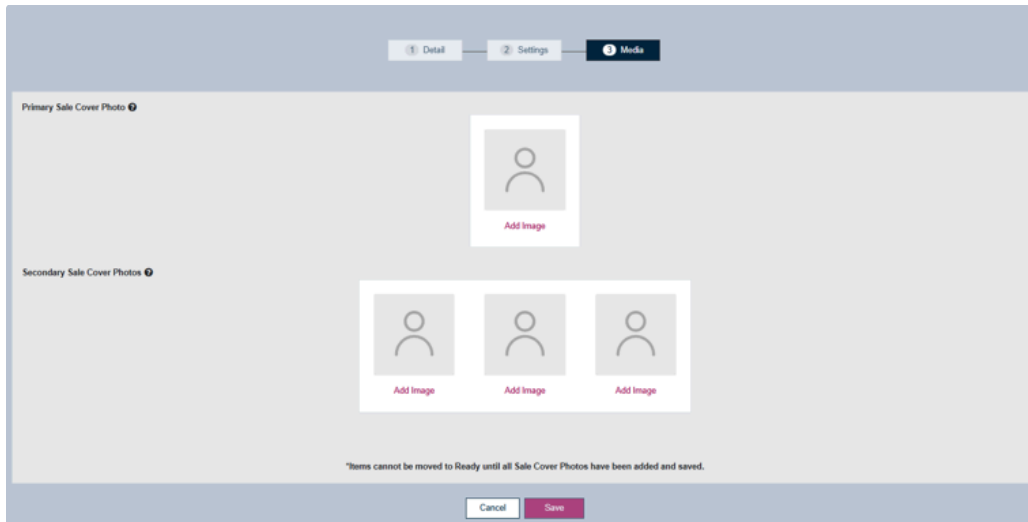 1 Detail 2 Settings 3 Media
Primary Sale Cover Photo ?
Add Image
Secondary Sale Cover Photos ?
Add Image Add Image Add Image
*Items cannot be moved to Ready until all Sale Cover Photos have been added and saved.
Cancel Save